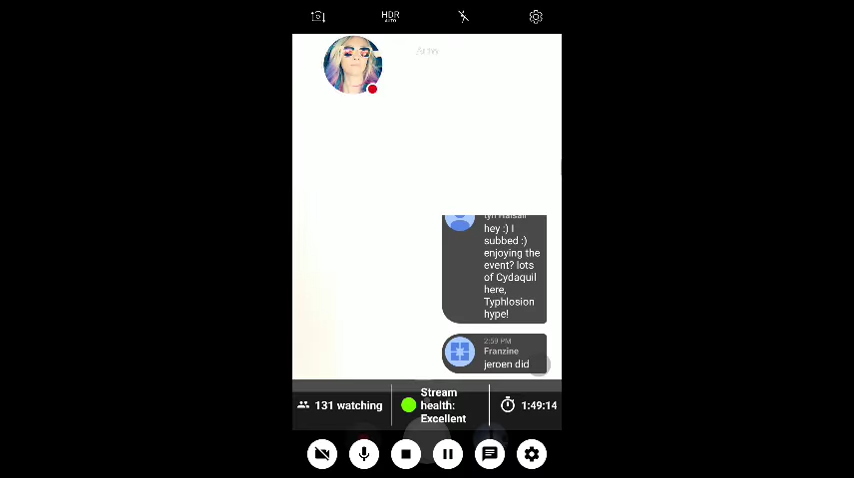 HDR
AUTO
hey :) I
subbed :)
enjoying the
event? lots
of Cydaquil
here,
Typhlosion
hype!
2:59 PM
Franzine
jeroen did
131 watching
Stream
health:
Excellent
1:49:14